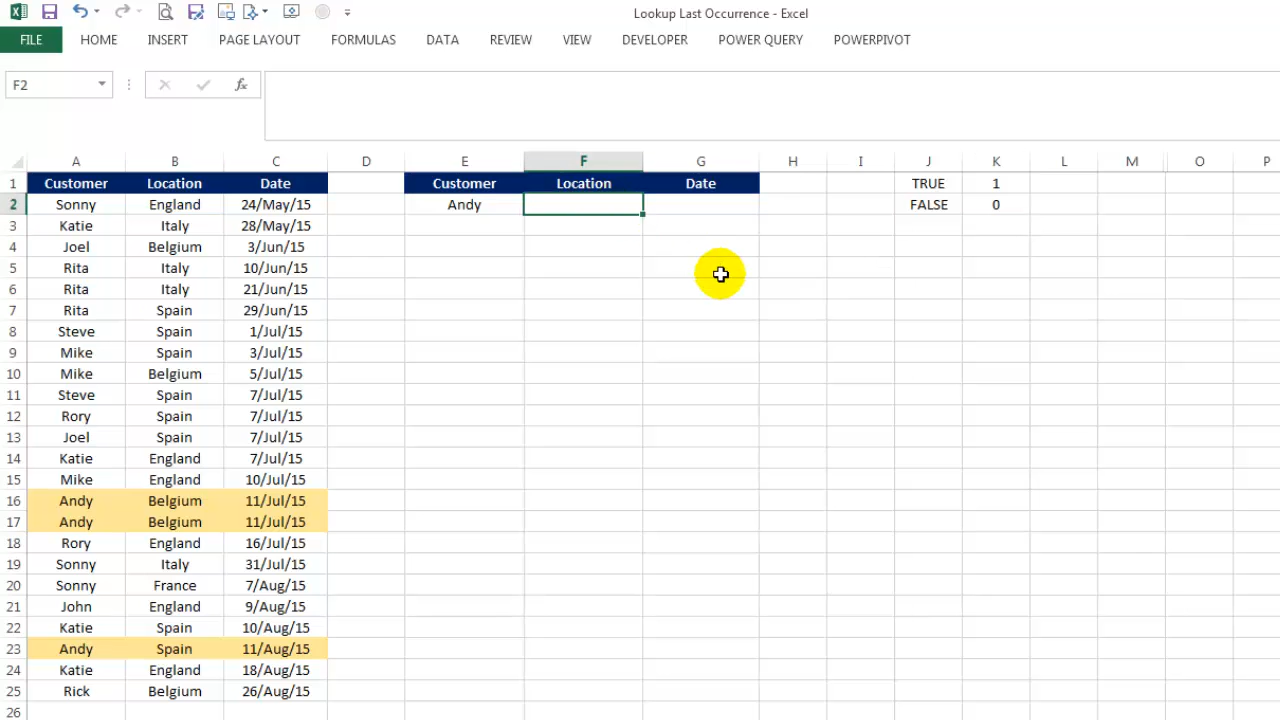 Lookup Last Occurrence - Excel
FILE HOME INSERT PAGE LAYOUT FORMULAS DATA REVIEW VIEW DEVELOPER POWER QUERY POWERPIVOT
F2 fx
A B C D E F G H I J K L M O P
1 Customer Location Date Customer Location Date TRUE 1
2 Sonny England 24/May/15 Andy FALSE 0
3 Katie Italy 28/May/15
4 Joel Belgium 3/Jun/15
5 Rita Italy 10/Jun/15
6 Rita Italy 21/Jun/15
7 Rita Spain 29/Jun/15
8 Steve Spain 1/Jul/15
9 Mike Spain 3/Jul/15
10 Mike Belgium 5/Jul/15
11 Steve Spain 7/Jul/15
12 Rory Spain 7/Jul/15
13 Joel Spain 7/Jul/15
14 Katie England 7/Jul/15
15 Mike England 10/Jul/15
16 Andy Belgium 11/Jul/15
17 Andy Belgium 11/Jul/15
18 Rory England 16/Jul/15
19 Sonny Italy 31/Jul/15
20 Sonny France 7/Aug/15
21 John England 9/Aug/15
22 Katie Spain 10/Aug/15
23 Andy Spain 11/Aug/15
24 Katie England 18/Aug/15
25 Rick Belgium 26/Aug/15
26